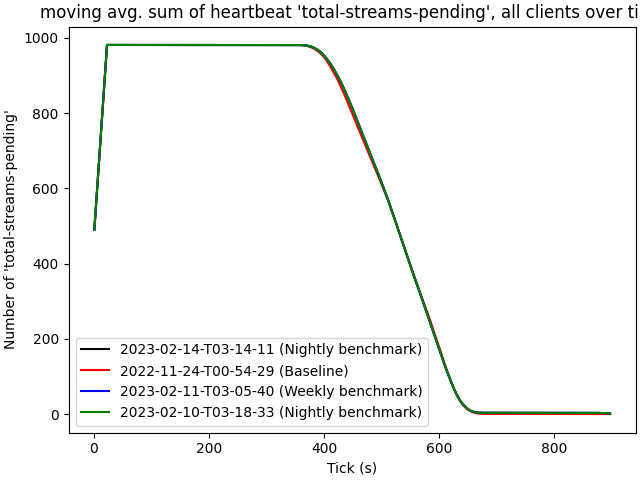 moving avg. sum of heartbeat 'total-streams-pending', all clients over ti
1000
800
600
400
200
0
Number of 'total-streams-pending'
2023-02-14-T03-14-11 (Nightly benchmark)
2022-11-24-T00-54-29 (Baseline)
2023-02-11-T03-05-40 (Weekly benchmark)
2023-02-10-T03-18-33 (Nightly benchmark)
0 200 400 600 800
Tick (s)